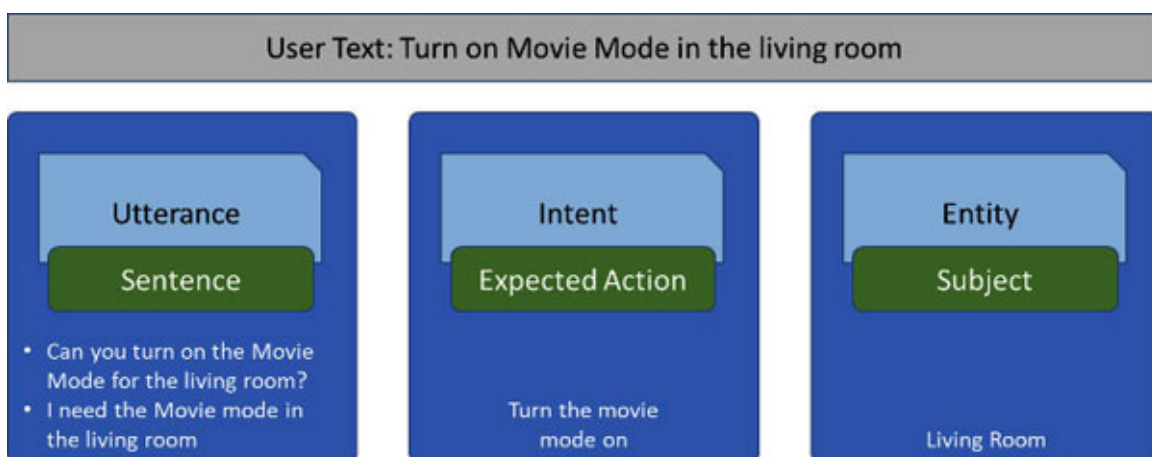 User Text: Turn on Movie Mode in the living room
Utterance
Sentence
• Can you turn on the Movie
Mode for the living room?
• I need the Movie mode in
the living room
Intent
Expected Action
Turn the movie
mode on
Entity
Subject
Living Room